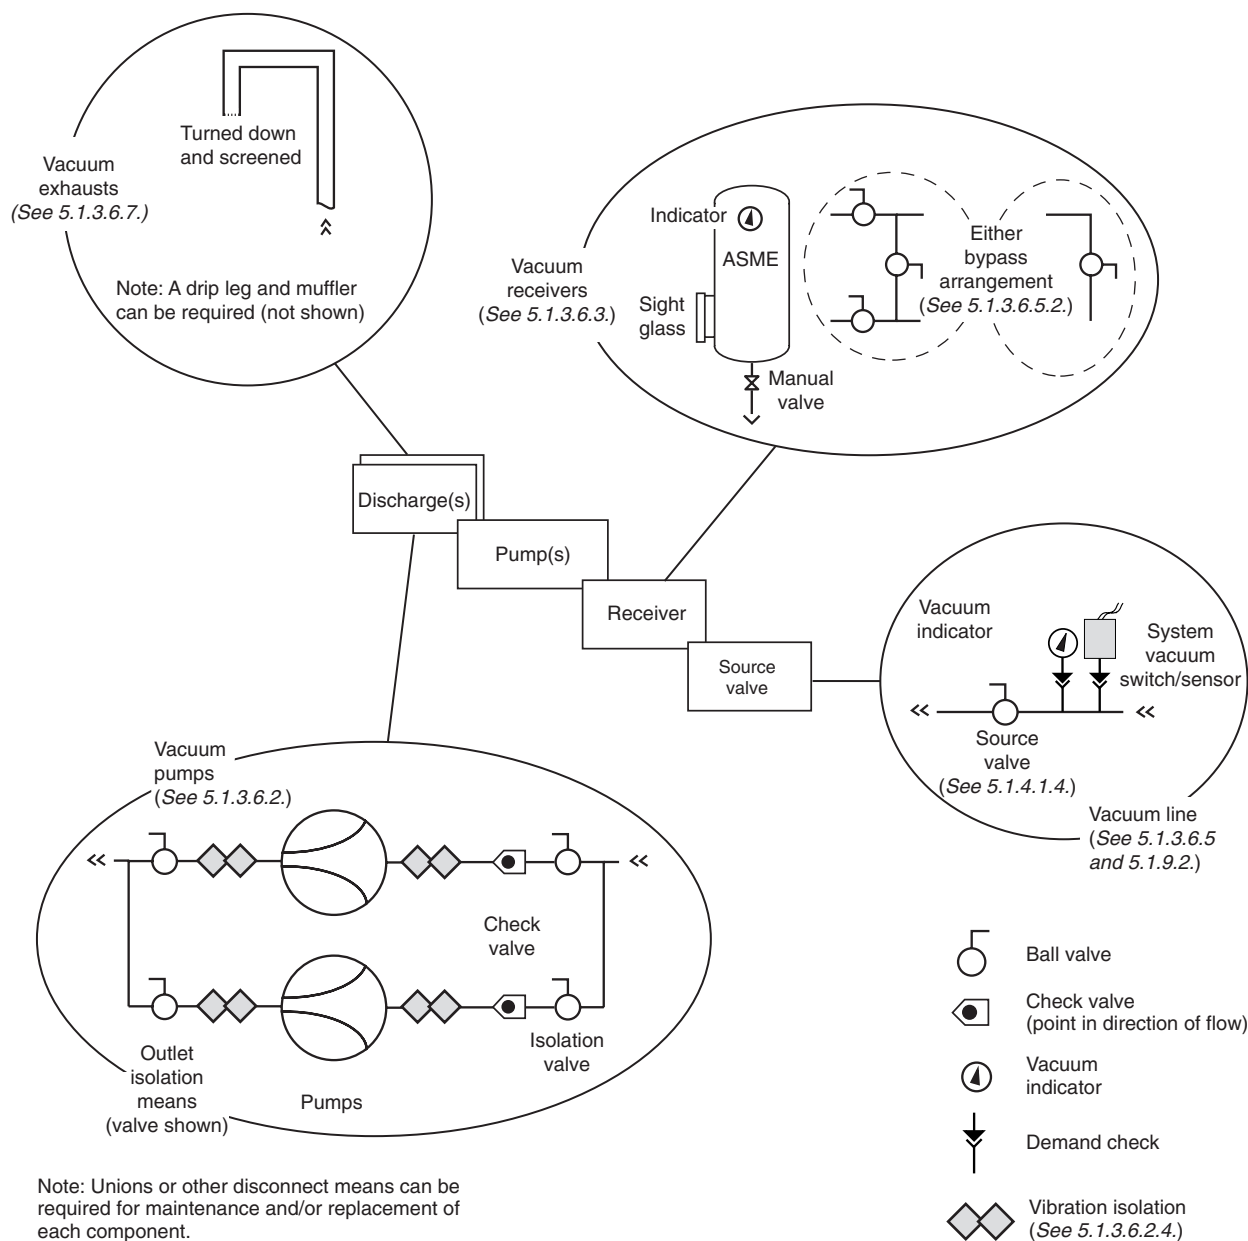 Turned down
and screened
Vacuum
exhausts
(See 5.1.3.6.7.)
Note: A drip leg and muffler
can be required (not shown)
Indicator
ASME
Vacuum
receivers
(See 5.1.3.6.3.)
Sight
glass
Manual
valve
Either
bypass
arrangement
(See 5.1.3.6.5.2.)
Discharge(s)
Pump(s)
Receiver
Source
valve
Vacuum
indicator
System
vacuum
switch/sensor
Source
valve
(See 5.1.4.1.4.)
Vacuum line
(See 5.1.3.6.5
and 5.1.9.2.)
Vacuum
pumps
(See 5.1.3.6.2.)
Check
valve
Isolation
valve
Outlet
isolation
means
(valve shown)
Pumps
Ball valve
Check valve
(point in direction of flow)
Vacuum
indicator
Demand check
Vibration isolation
(See 5.1.3.6.2.4.)
Note: Unions or other disconnect means can be
required for maintenance and/or replacement of
each component.